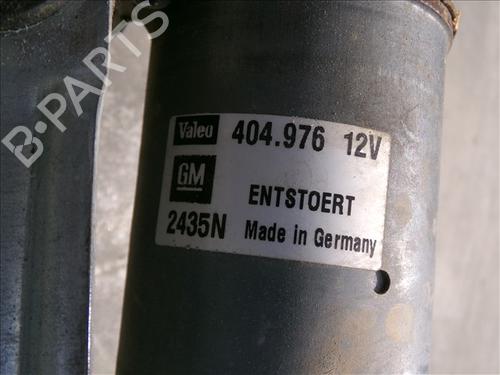 B-PARTS
Valeo 404.976 12V
GM ENTSTOERT
2435N Made in Germany